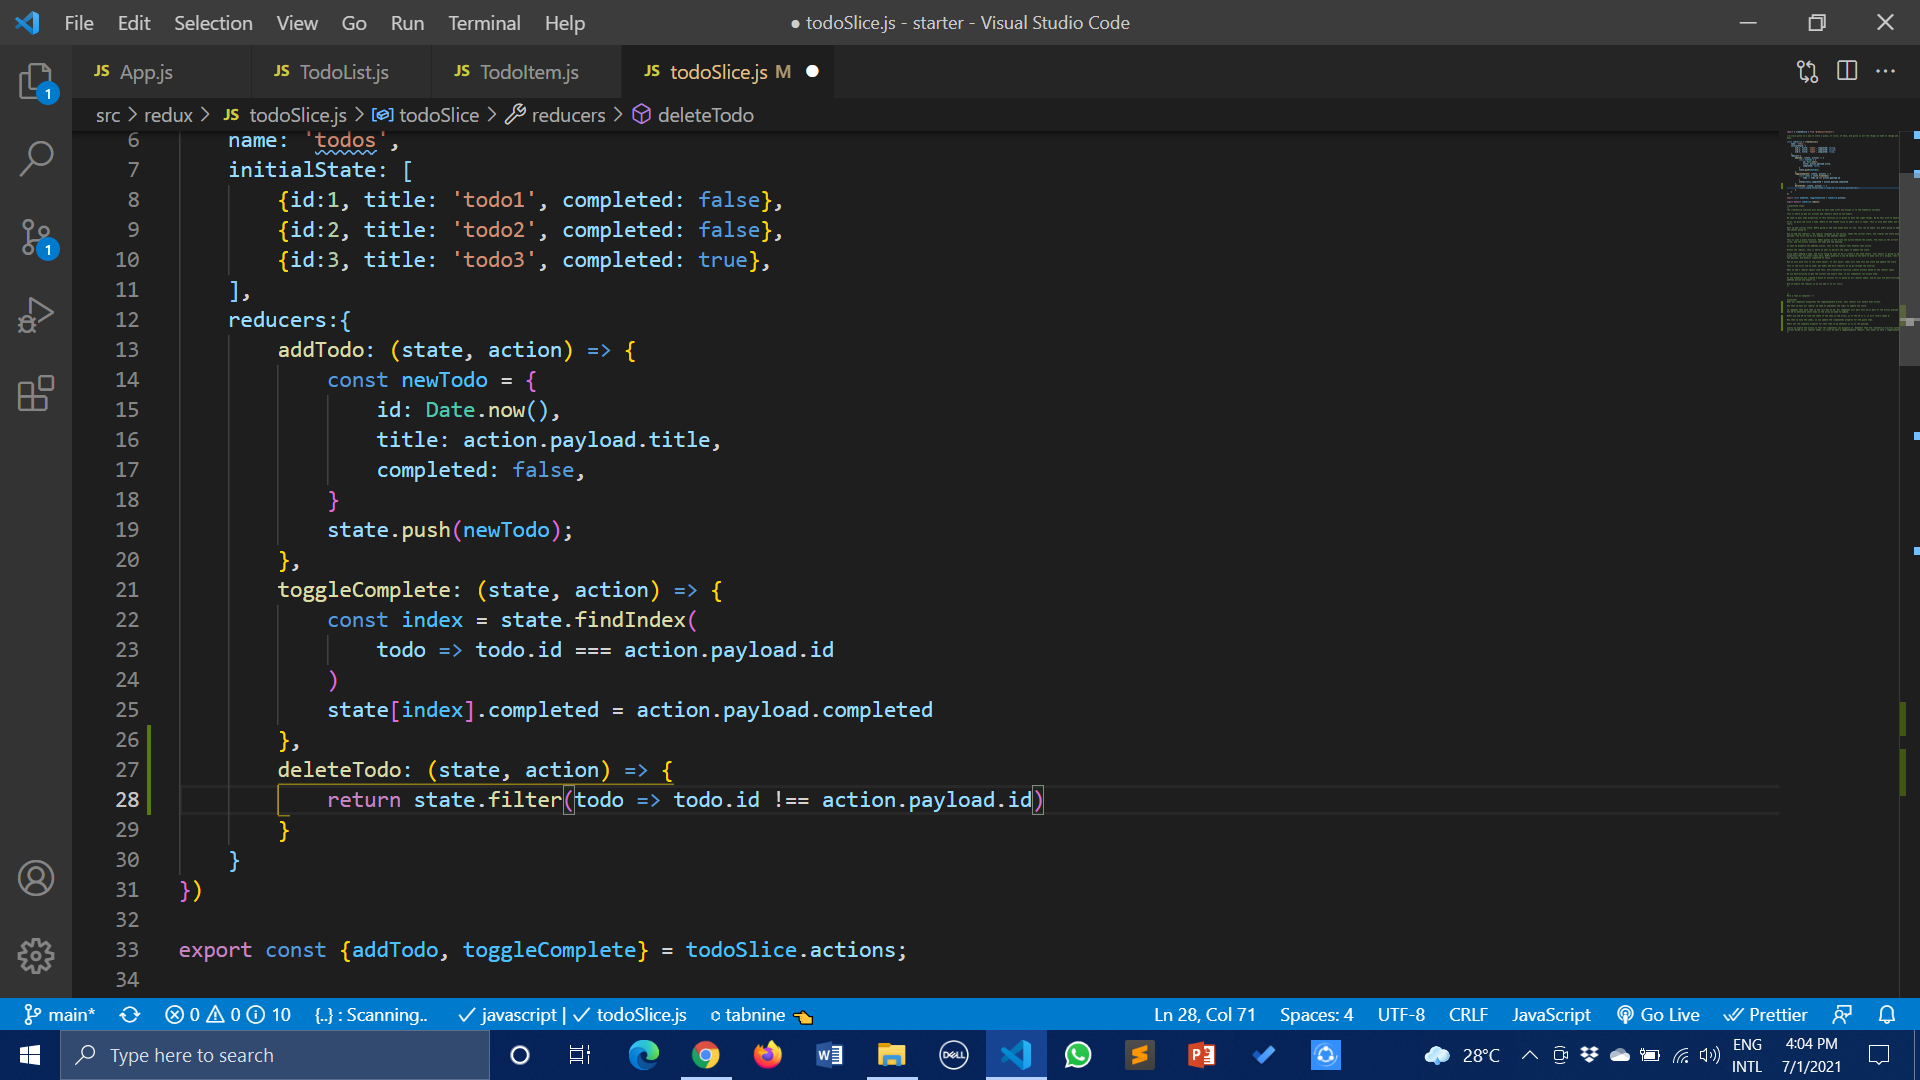 File Edit Selection View Go Run Terminal Help
● todoSlice.js - starter - Visual Studio Code
JS App.js
JS TodoList.js
JS TodoItem.js
JS todoSlice.js M ●
src > redux > JS todoSlice.js > todoSlice > reducers > deleteTodo
6 name: 'todos',
7 initialState: [
8 {id:1, title: 'todo1', completed: false},
9 {id:2, title: 'todo2', completed: false},
10 {id:3, title: 'todo3', completed: true},
11 ],
12 reducers:{
13 addTodo: (state, action) => {
14 const newTodo = {
15 id: Date.now(),
16 title: action.payload.title,
17 completed: false,
18 }
19 state.push(newTodo);
20 },
21 toggleComplete: (state, action) => {
22 const index = state.findIndex(
23 todo => todo.id === action.payload.id
24 )
25 state[index].completed = action.payload.completed
26 },
27 deleteTodo: (state, action) => {
28 return state.filter(todo => todo.id !== action.payload.id)
29 }
30 }
31 })
32
33 export const {addTodo, toggleComplete} = todoSlice.actions;
34
1
1
main* 0 0 10 {..} : Scanning.. ✓ javascript | ✓ todoSlice.js tabnine 👈 Ln 28, Col 71 Spaces: 4 UTF-8 CRLF JavaScript Go Live Prettier
Type here to search
DELL
28°C
ENG
INTL
4:04 PM
7/1/2021